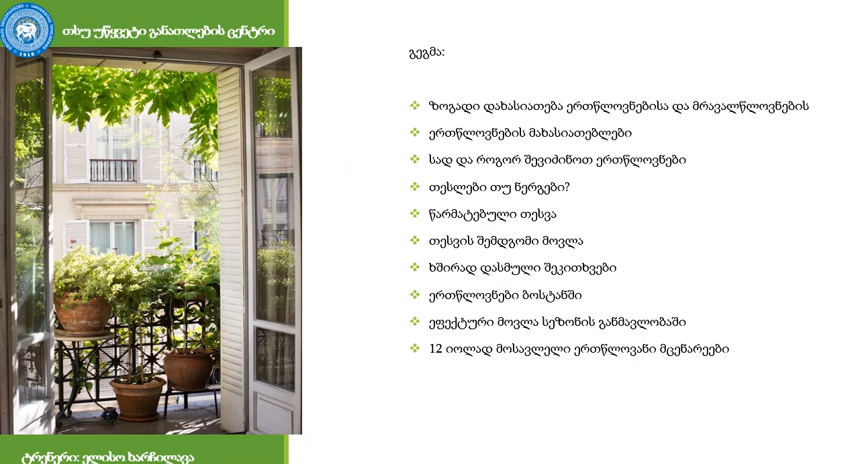 თსუ უწყვეტი განათლების ცენტრი
გეგმა:
ზოგადი დახასიათება ერთწლოვნებისა და მრავალწლოვნების
ერთწლოვნების მახასიათებლები
სად და როგორ შევიძინოთ ერთწლოვნები
თესლები თუ ნერგები?
წარმატებული თესვა
თესვის შემდგომი მოვლა
ხშირად დასმული შეკითხვები
ერთწლოვნები ბოსტანში
ეფექტური მოვლა სეზონის განმავლობაში
12 იოლად მოსავლელი ერთწლოვანი მცენარეები
ტრენერი: ელისო ხარჩილავა